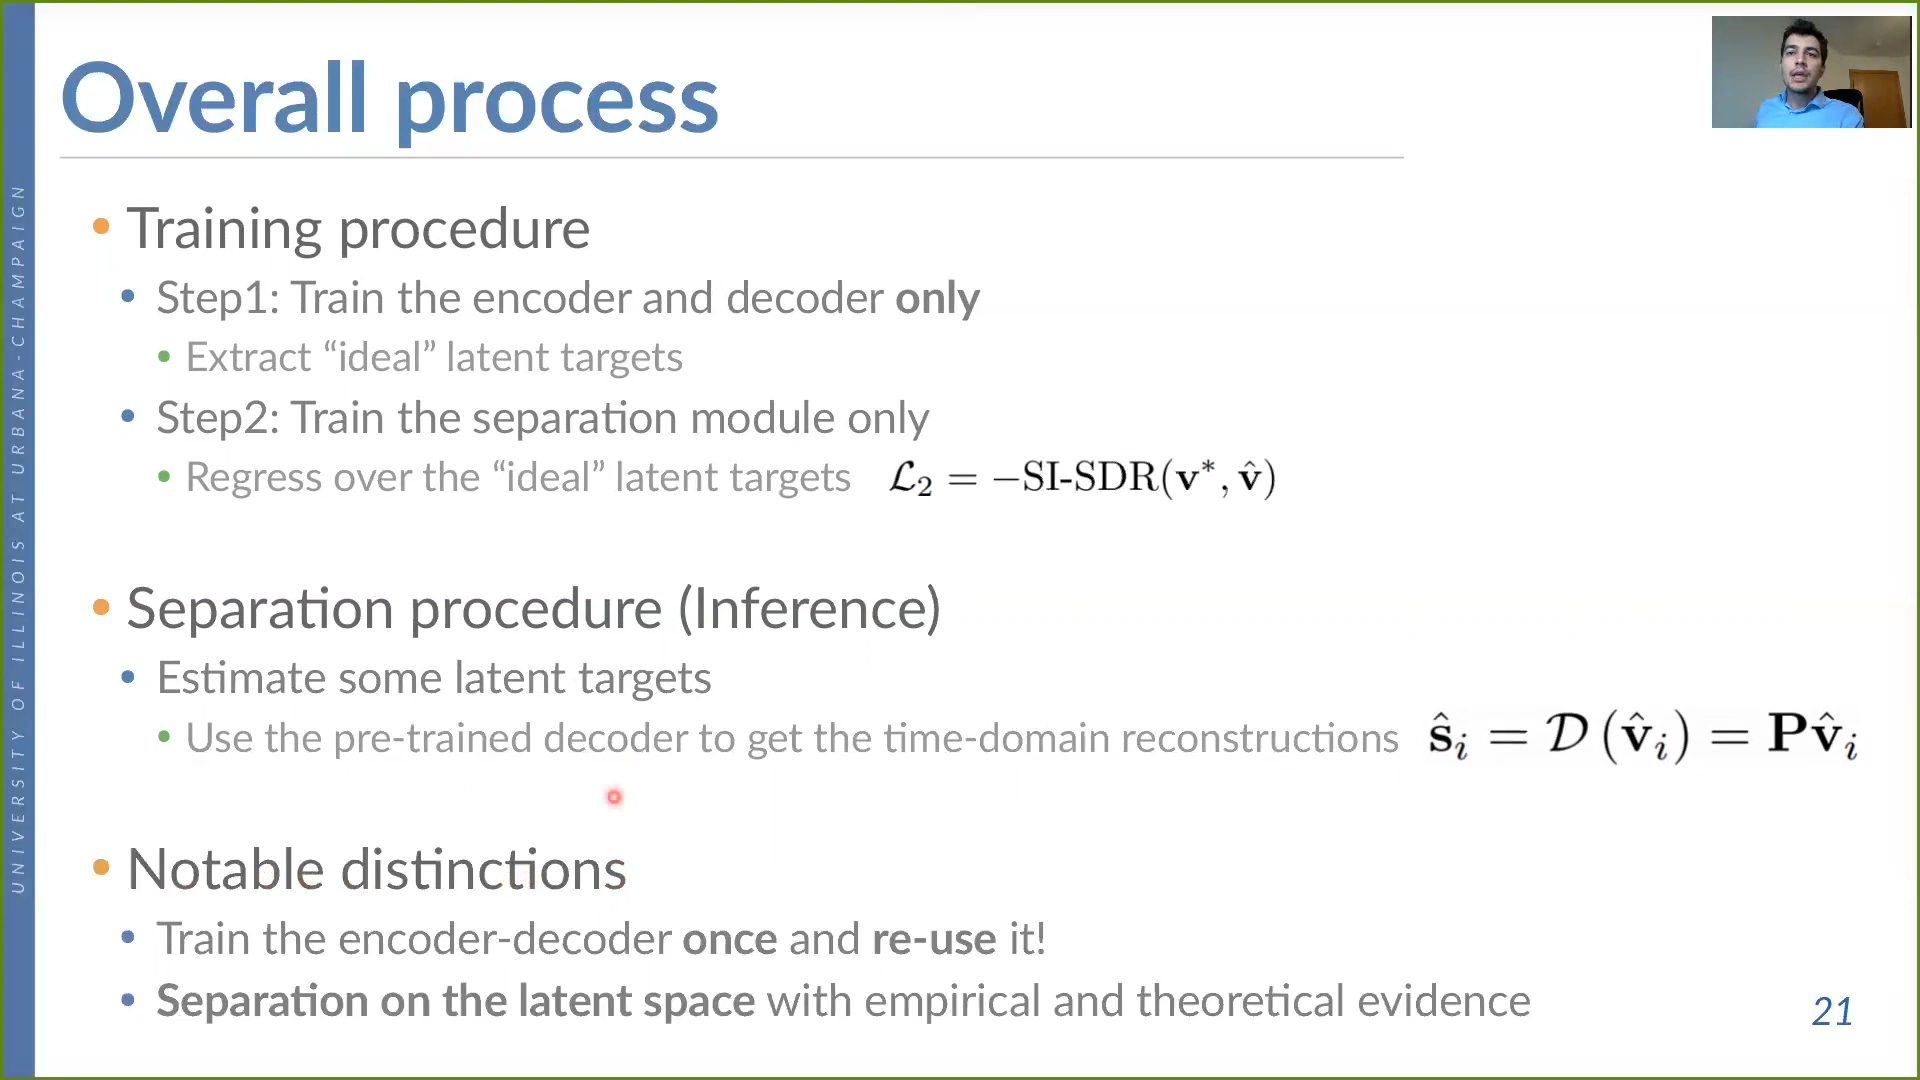 UNIVERSITY OF ILLINOIS AT URBANA-CHAMPAIGN
Overall process
• Training procedure
• Step1: Train the encoder and decoder only
• Extract “ideal” latent targets
• Step2: Train the separation module only
• Regress over the “ideal” latent targets ℒ₂ = −SI-SDR(v*, v̂)
• Separation procedure (Inference)
• Estimate some latent targets
• Use the pre-trained decoder to get the time-domain reconstructions ŝᵢ = 𝒟(v̂ᵢ) = Pv̂ᵢ
• Notable distinctions
• Train the encoder-decoder once and re-use it!
• Separation on the latent space with empirical and theoretical evidence
21